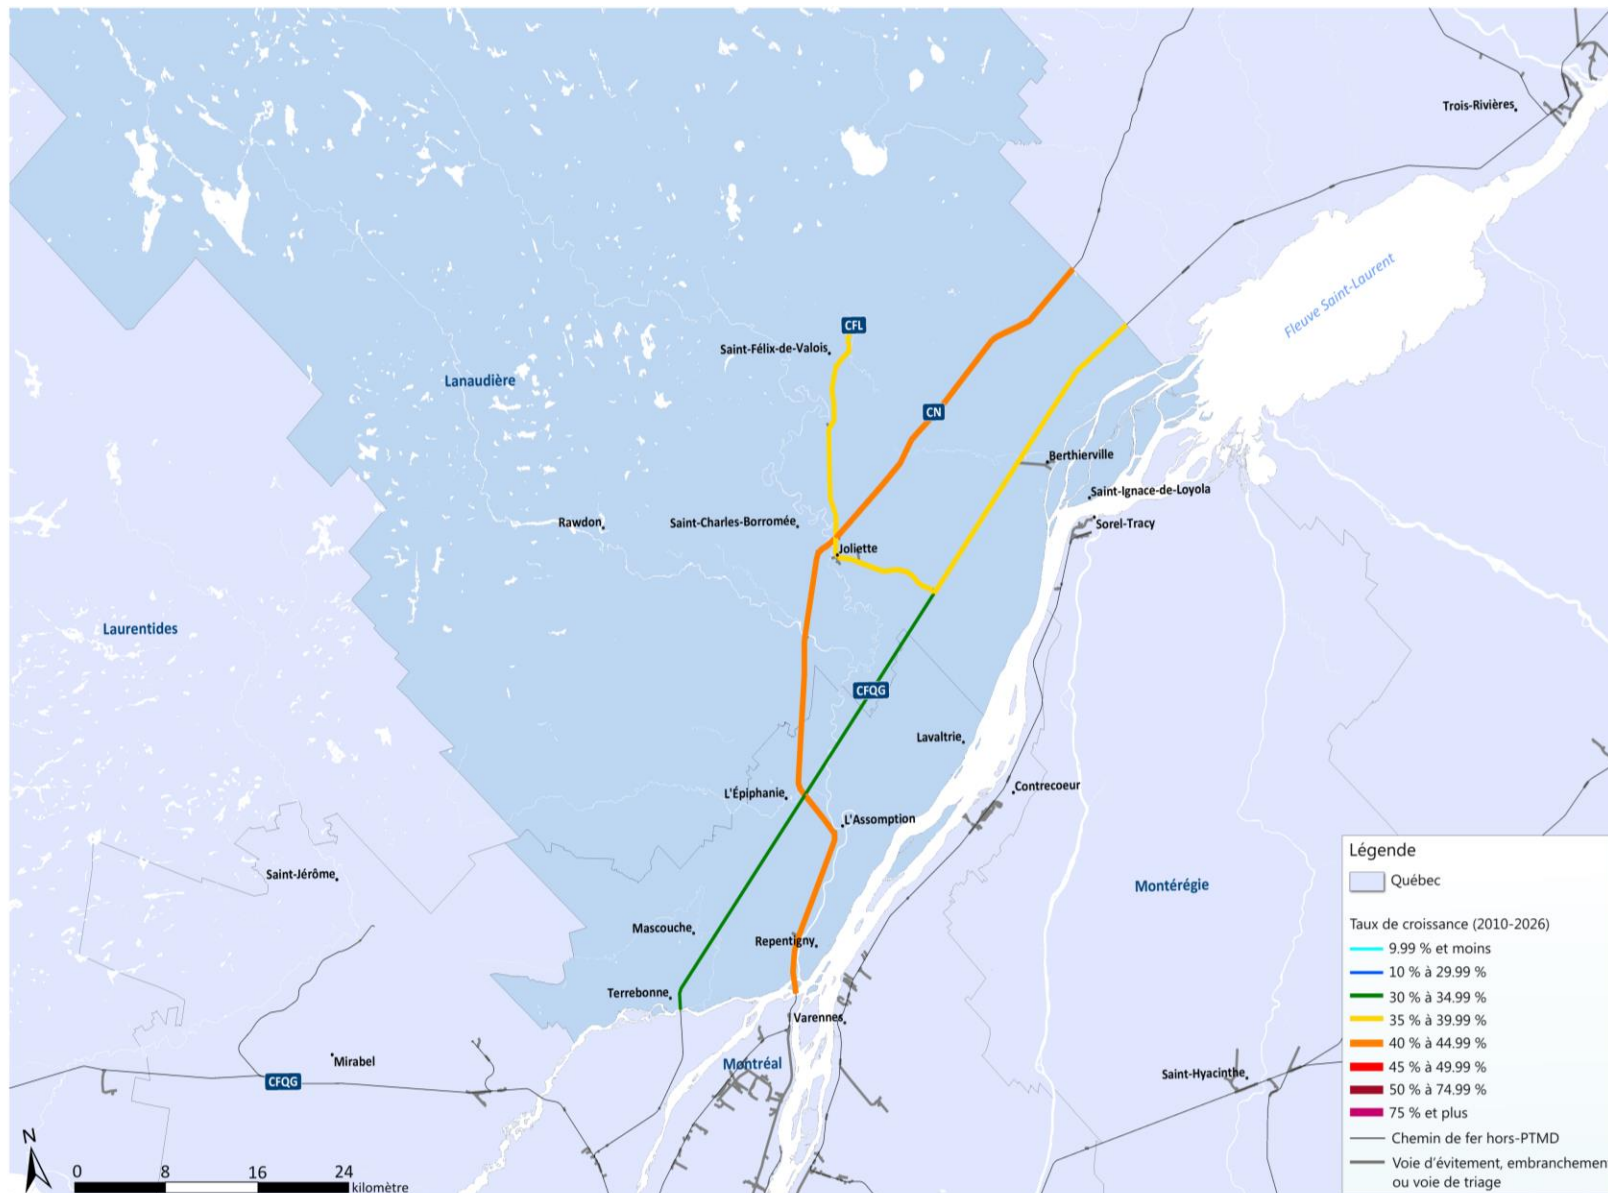 Trois-Rivières
Fleuve Saint-Laurent
CFL
Saint-Félix-de-Valois
Lanaudière
CN
Berthierville
Saint-Ignace-de-Loyola
Rawdon
Saint-Charles-Borromée
Sorel-Tracy
Joliette
Laurentides
CFQG
Lavaltrie
L'Épiphanie
Contrecoeur
L'Assomption
Saint-Jérôme
Montérégie
Mascouche
Repentigny
Terrebonne
Varennes
Mirabel
Montréal
CFQG
Saint-Hyacinthe
Légende
Québec
Taux de croissance (2010-2026)
9.99 % et moins
10 % à 29.99 %
30 % à 34.99 %
35 % à 39.99 %
40 % à 44.99 %
45 % à 49.99 %
50 % à 74.99 %
75 % et plus
Chemin de fer hors-PTMD
Voie d'évitement, embranchemen
ou voie de triage
N
0 8 16 24
kilomètre